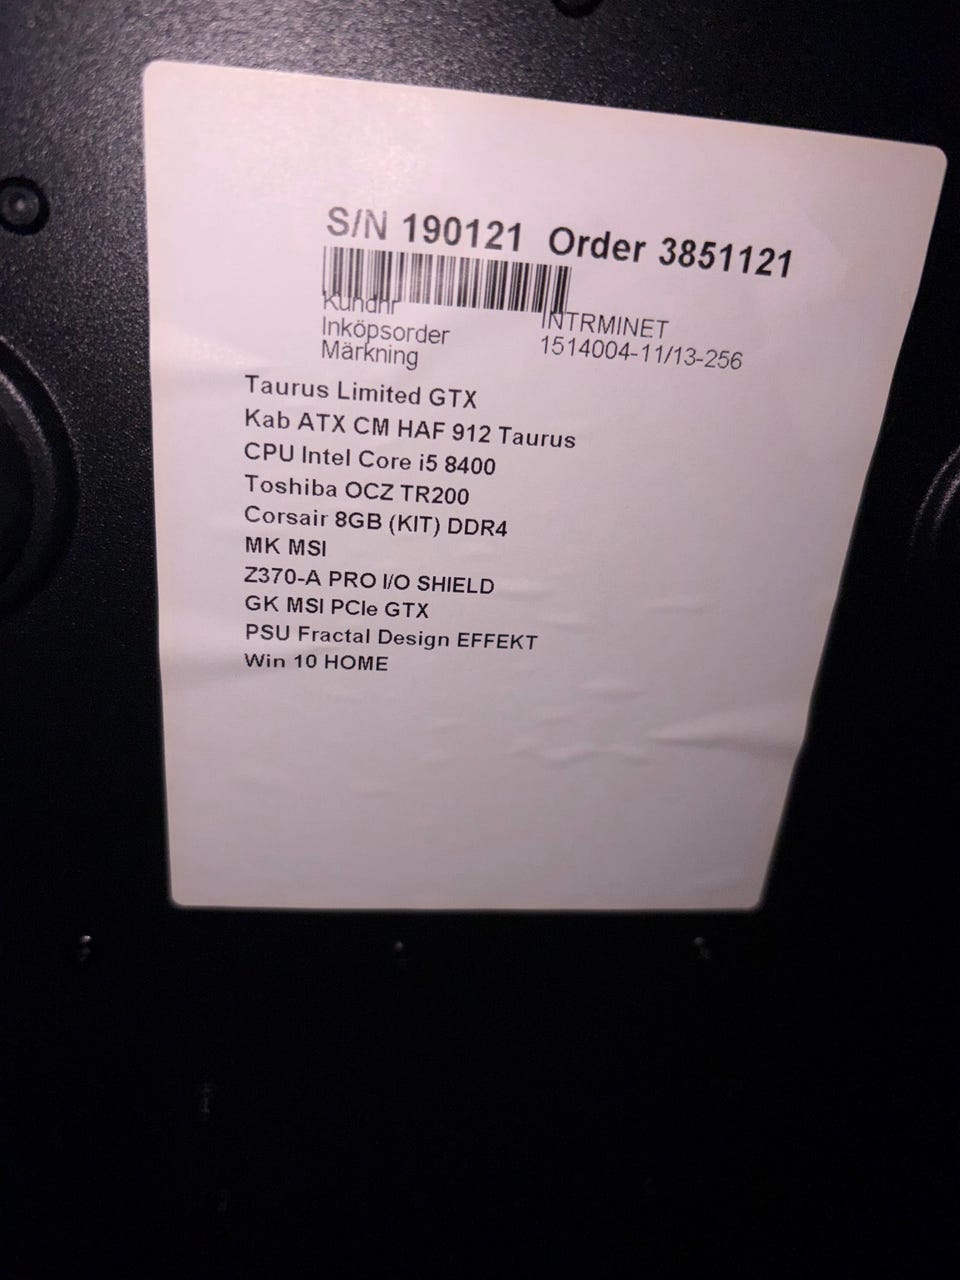 S/N 190121 Order 3851121
Kundnr INTRMINET
Inköpsorder 1514004-11/13-256
Märkning
Taurus Limited GTX
Kab ATX CM HAF 912 Taurus
CPU Intel Core i5 8400
Toshiba OCZ TR200
Corsair 8GB (KIT) DDR4
MK MSI
Z370-A PRO I/O SHIELD
GK MSI PCIe GTX
PSU Fractal Design EFFEKT
Win 10 HOME